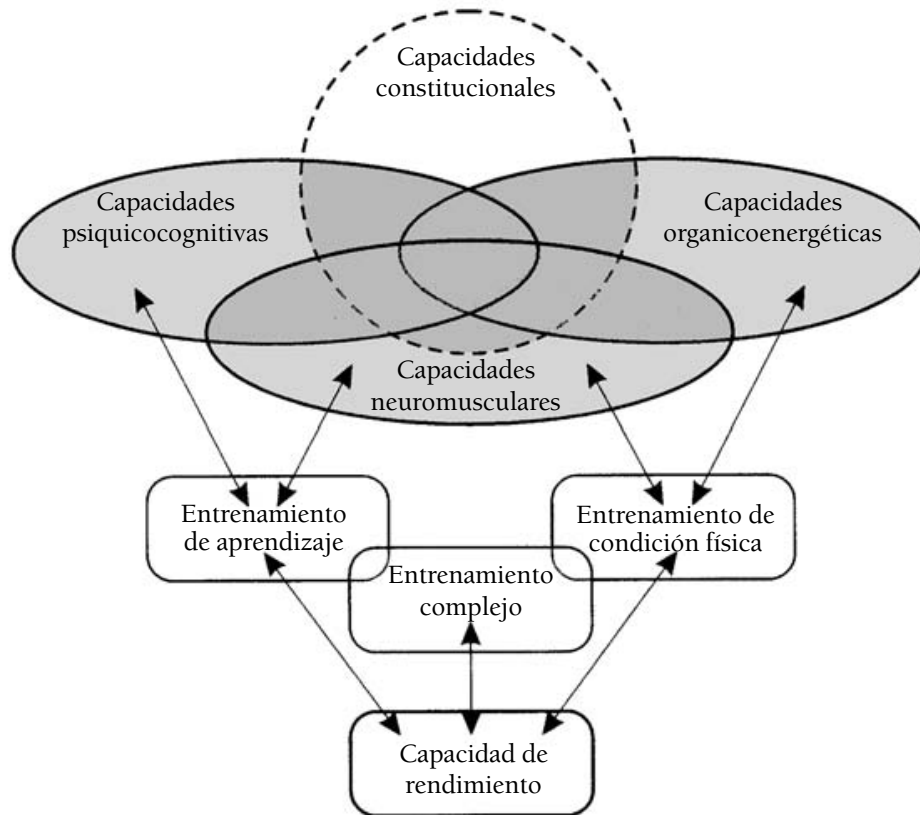 Capacidades
constitucionales
Capacidades
psiquicocognitivas
Capacidades
organicoenergéticas
Capacidades
neuromusculares
Entrenamiento
de aprendizaje
Entrenamiento de
condición física
Entrenamiento
complejo
Capacidad de
rendimiento